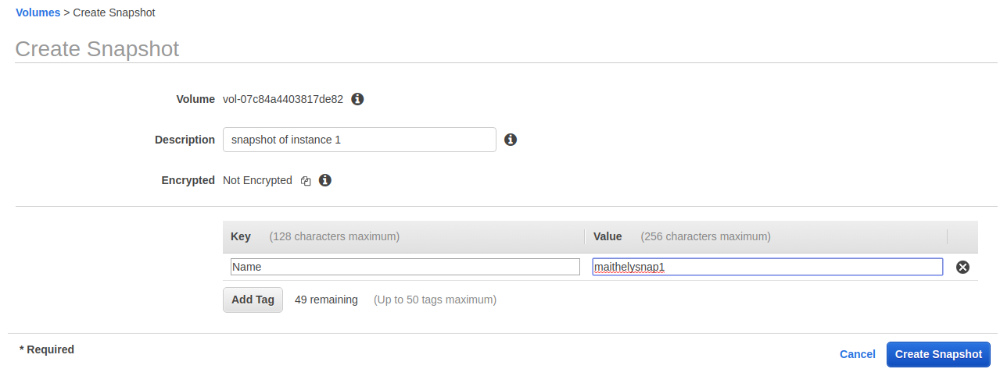 Volumes > Create Snapshot
Create Snapshot
Volume vol-07c84a4403817de82
Description snapshot of instance 1
Encrypted Not Encrypted
Key (128 characters maximum) Value (256 characters maximum)
Name maithelysnap1
Add Tag 49 remaining (Up to 50 tags maximum)
* Required Cancel Create Snapshot